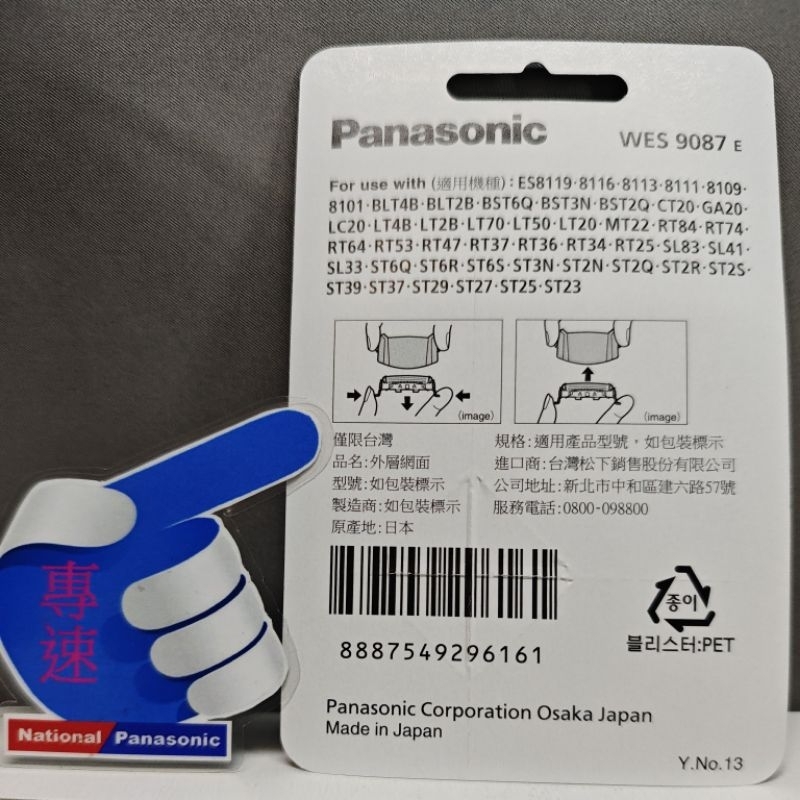 Panasonic
WES 9087 E
For use with (適用機種):ES8119·8116·8113·8111·8109·
8101·BLT4B·BLT2B·BST6Q·BST3N·BST2Q·CT20·GA20·
LC20·LT4B·LT2B·LT70·LT50·LT20·MT22·RT84·RT74·
RT64·RT53·RT47·RT37·RT36·RT34·RT25·SL83·SL41·
SL33·ST6Q·ST6R·ST6S·ST3N·ST2N·ST2Q·ST2R·ST2S·
ST39·ST37·ST29·ST27·ST25·ST23
(image)
(image)
僅限台灣
品名:外層網面
型號:如包裝標示
製造商:如包裝標示
原產地:日本
規格:適用產品型號，如包裝標示
進口商:台灣松下銷售股份有限公司
公司地址:新北市中和區建六路57號
服務電話:0800-098800
8887549296161
종이
블리스터:PET
Panasonic Corporation Osaka Japan
Made in Japan
Y.No.13
專速
National Panasonic